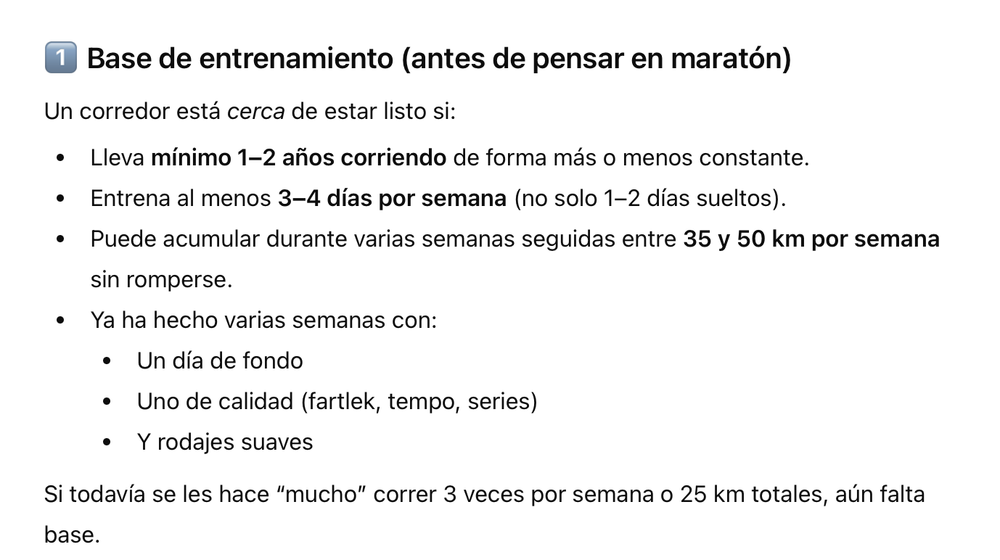 1️⃣ Base de entrenamiento (antes de pensar en maratón)
Un corredor está cerca de estar listo si:
• Lleva mínimo 1–2 años corriendo de forma más o menos constante.
• Entrena al menos 3–4 días por semana (no solo 1–2 días sueltos).
• Puede acumular durante varias semanas seguidas entre 35 y 50 km por semana
sin romperse.
• Ya ha hecho varias semanas con:
• Un día de fondo
• Uno de calidad (fartlek, tempo, series)
• Y rodajes suaves
Si todavía se les hace “mucho” correr 3 veces por semana o 25 km totales, aún falta
base.